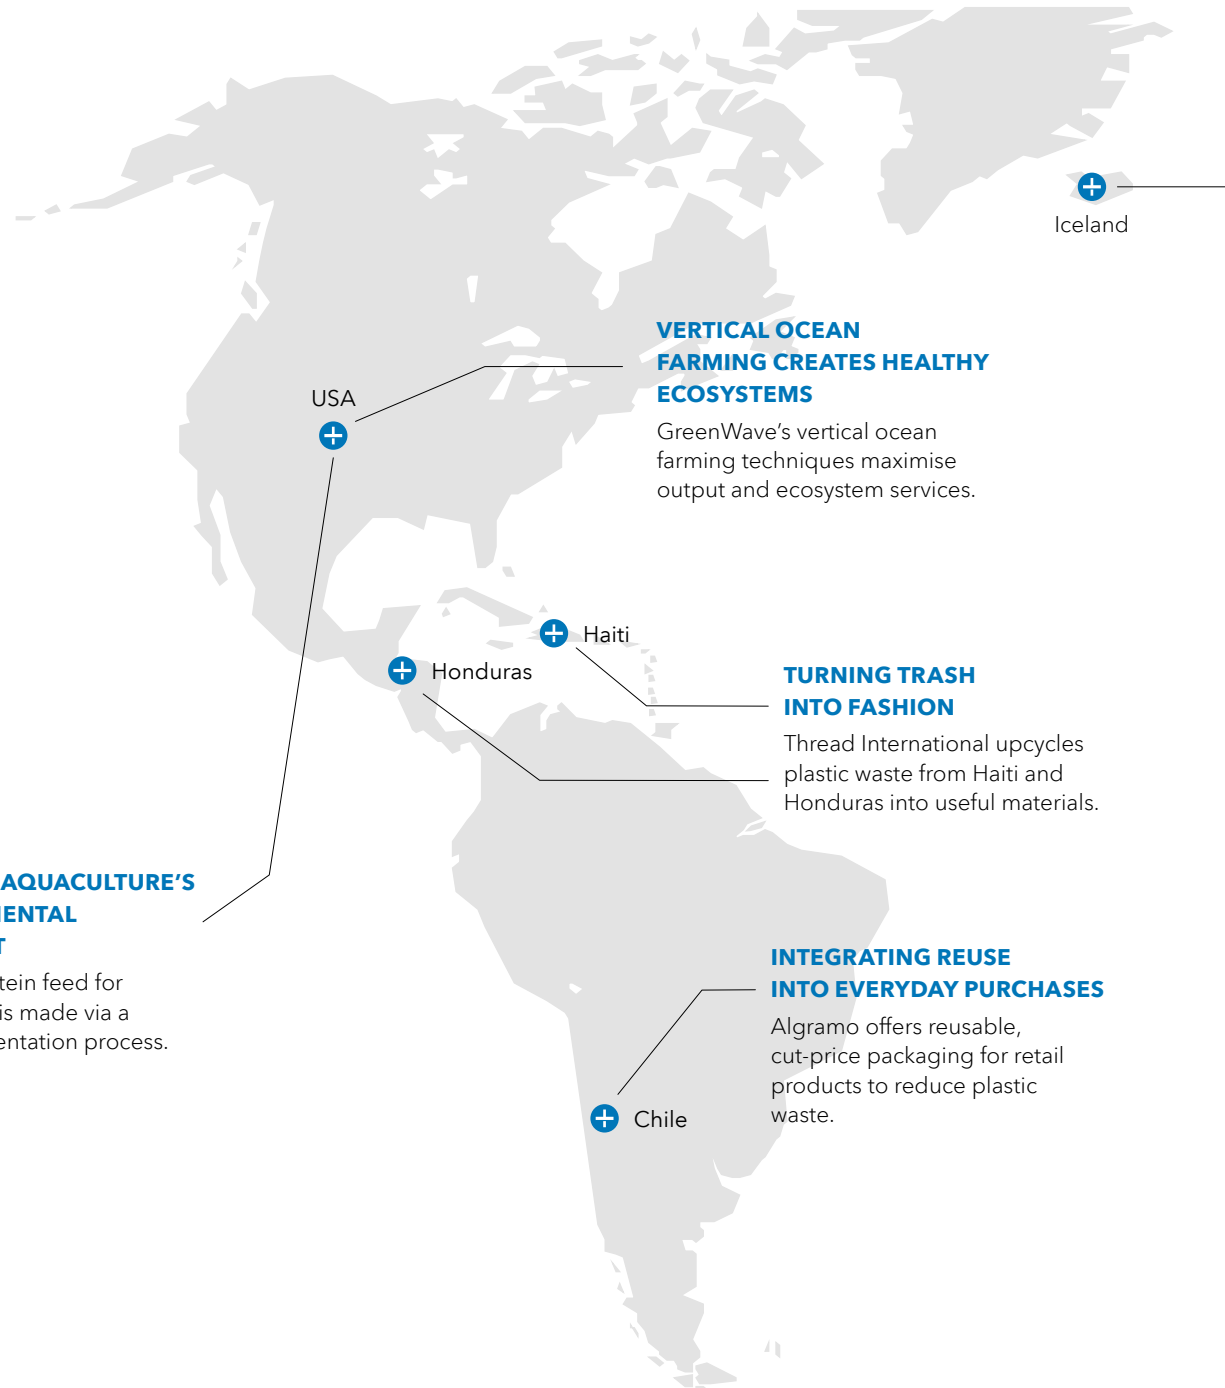 Iceland
VERTICAL OCEAN
FARMING CREATES HEALTHY
ECOSYSTEMS
GreenWave’s vertical ocean
farming techniques maximise
output and ecosystem services.
USA
Haiti
Honduras
TURNING TRASH
INTO FASHION
Thread International upcycles
plastic waste from Haiti and
Honduras into useful materials.
AQUACULTURE’S
feed for
is made via a
process.
INTEGRATING REUSE
INTO EVERYDAY PURCHASES
Algramo offers reusable,
cut-price packaging for retail
products to reduce plastic
waste.
Chile